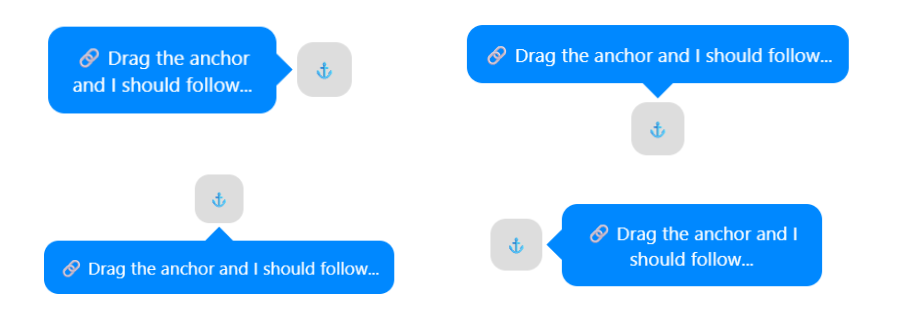 🔗 Drag the anchor
and I should follow...
⚓
🔗 Drag the anchor and I should follow...
⚓
⚓
🔗 Drag the anchor and I should follow...
⚓
🔗 Drag the anchor and I
should follow...